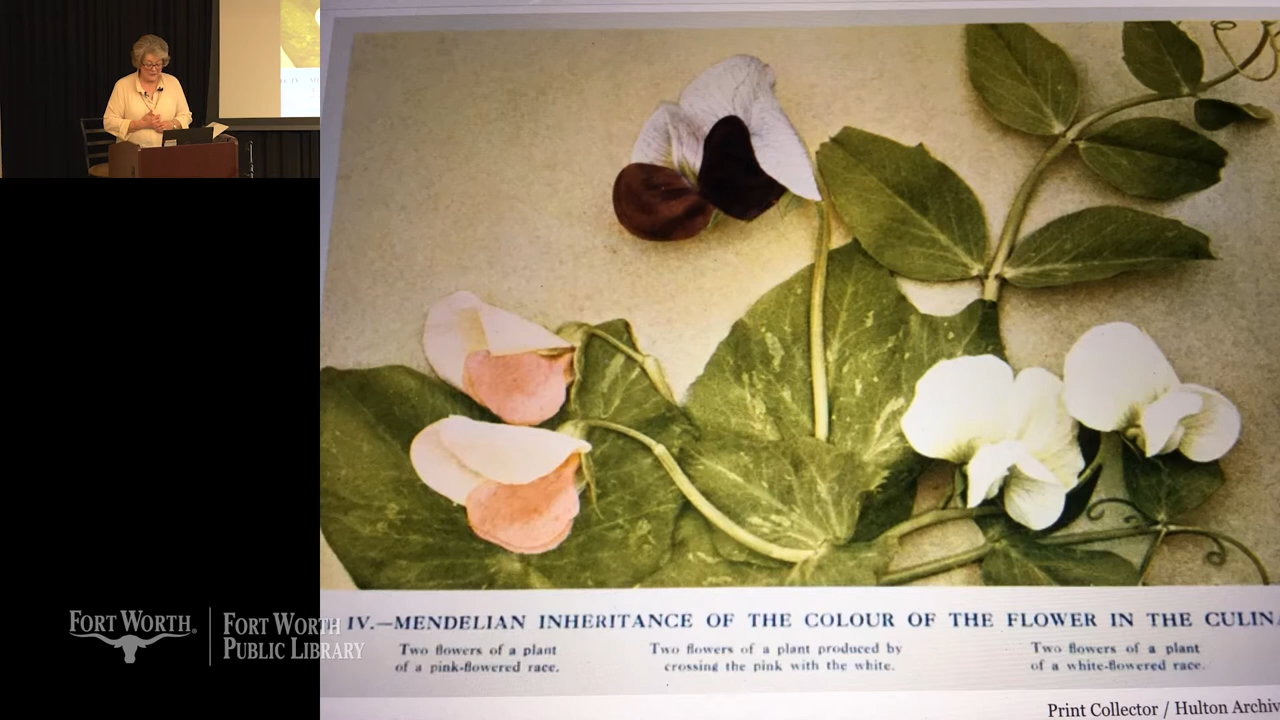 IV.—MENDELIAN INHERITANCE OF THE COLOUR OF THE FLOWER IN THE CULINA
Two flowers of a plant
of a pink-flowered race.
Two flowers of a plant produced by
crossing the pink with the white.
Two flowers of a plant
of a white-flowered race.
Print Collector / Hulton Archiv
FORT WORTH®
FORT WORTH
PUBLIC LIBRARY